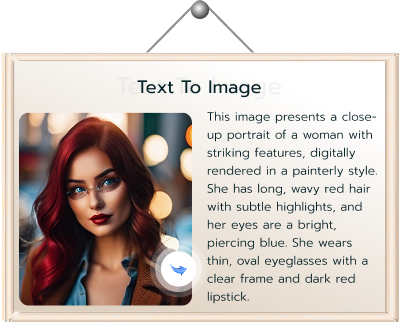 Text To Image
This image presents a close-
up portrait of a woman with
striking features, digitally
rendered in a painterly style.
She has long, wavy red hair
with subtle highlights, and
her eyes are a bright,
piercing blue. She wears
thin, oval eyeglasses with a
clear frame and dark red
lipstick.